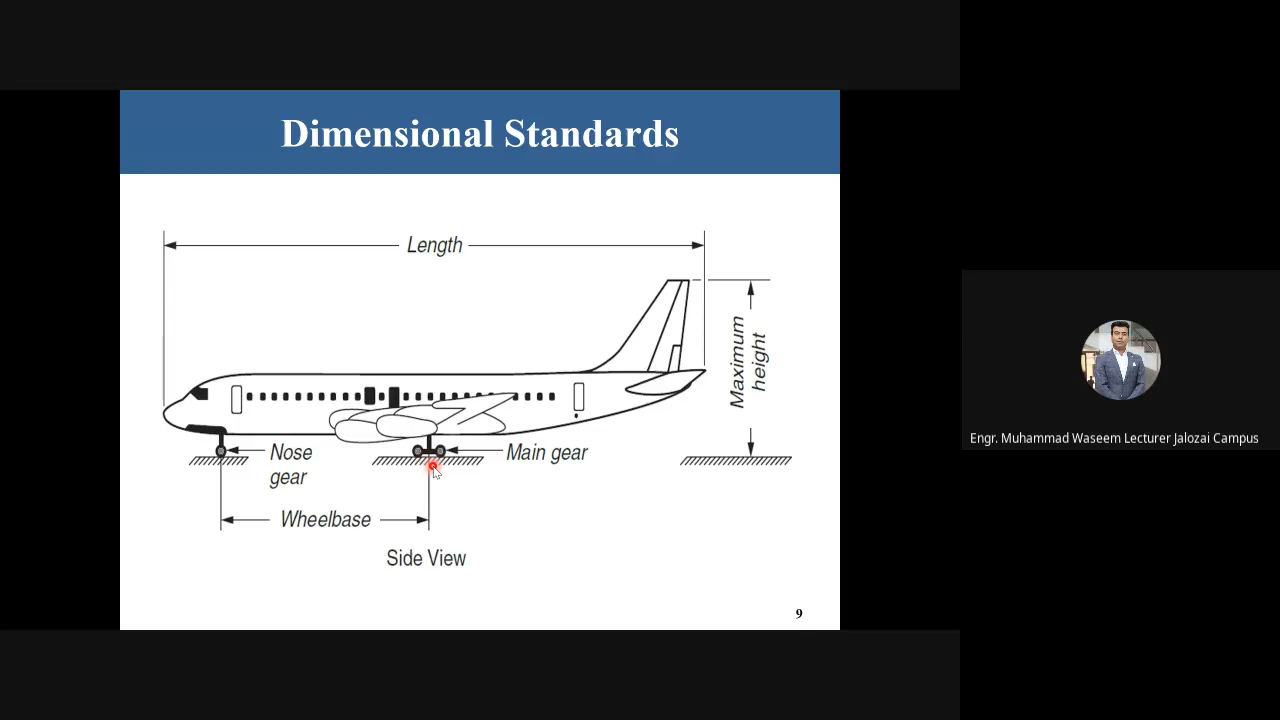 Dimensional Standards
Length
Maximum
height
Nose
gear
Main gear
Wheelbase
Side View
9
Engr. Muhammad Waseem Lecturer Jalozai Campus